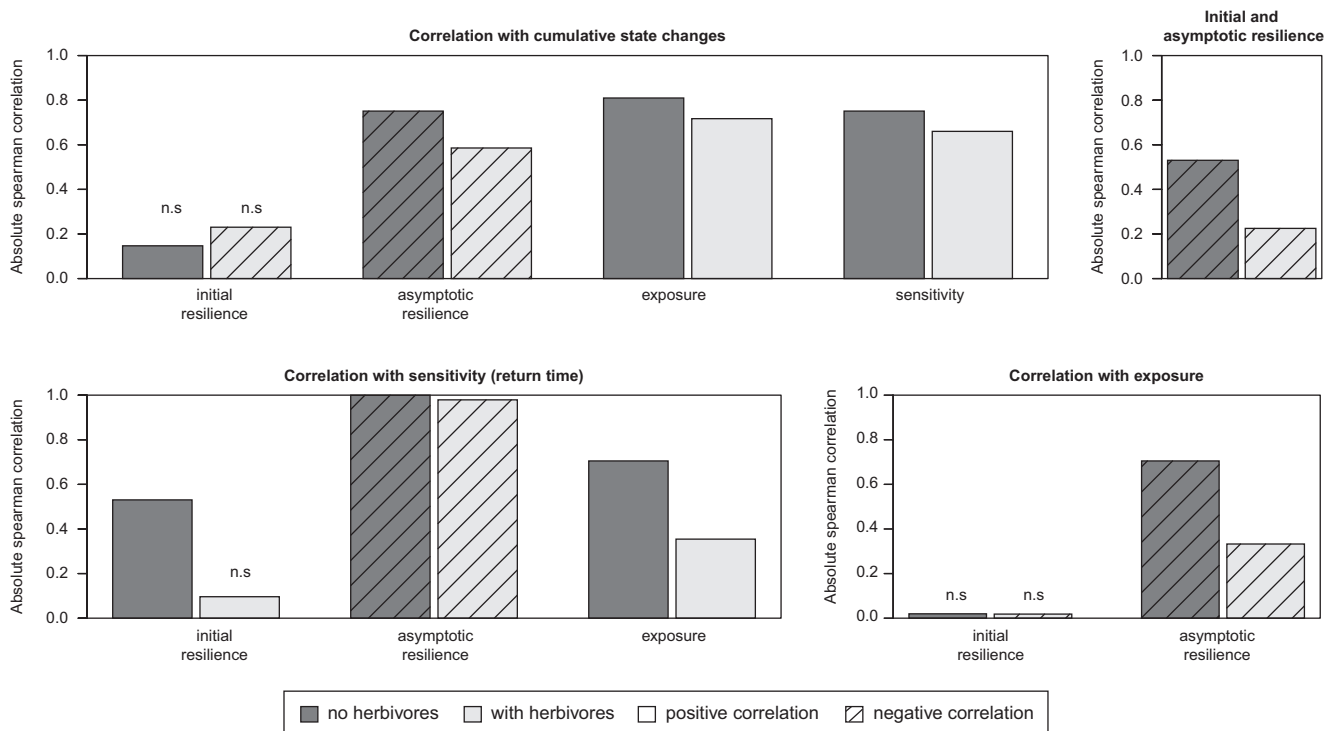 Correlation with cumulative state changes
Absolute spearman correlation
1.0
0.8
0.6
0.4
0.2
0.0
n.s
n.s
initial
resilience
asymptotic
resilience
exposure
sensitivity
Initial and
asymptotic resilience
Absolute spearman correlation
1.0
0.8
0.6
0.4
0.2
0.0
Correlation with sensitivity (return time)
Absolute spearman correlation
1.0
0.8
0.6
0.4
0.2
0.0
n.s
initial
resilience
asymptotic
resilience
exposure
Correlation with exposure
Absolute spearman correlation
1.0
0.8
0.6
0.4
0.2
0.0
n.s
n.s
initial
resilience
asymptotic
resilience
no herbivores with herbivores positive correlation negative correlation